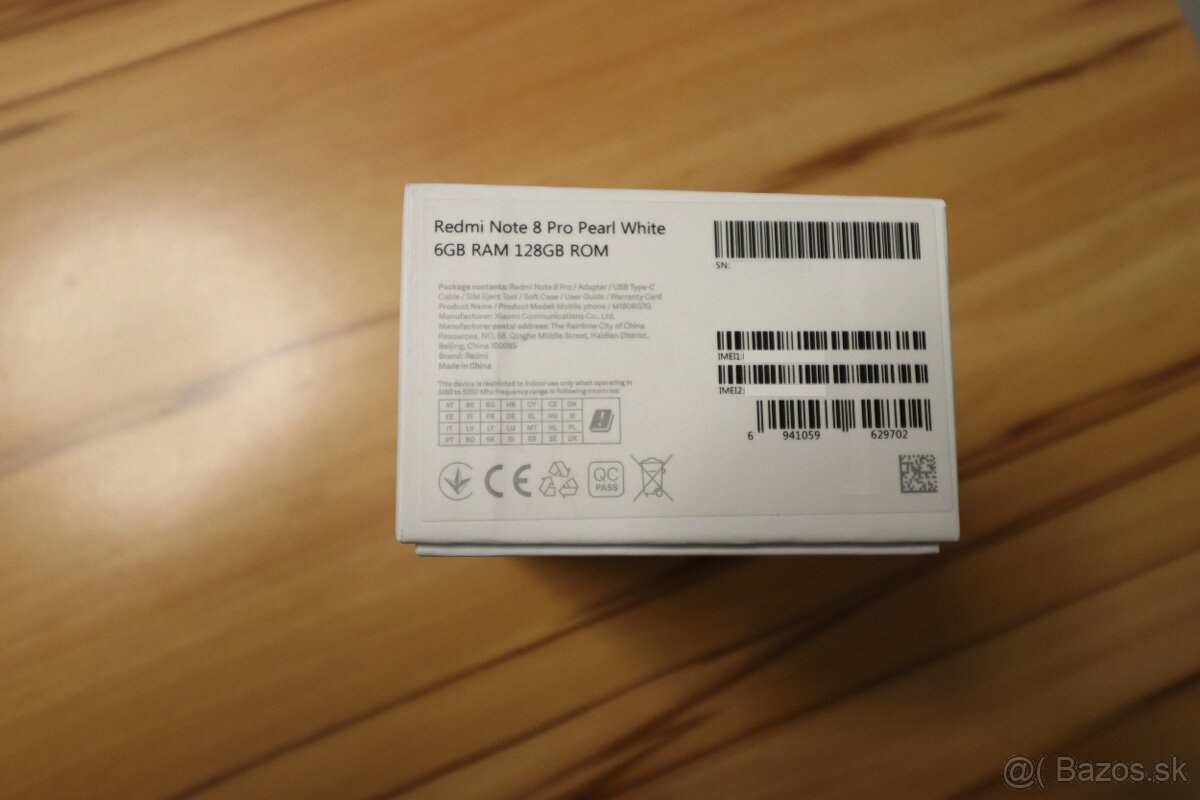 Redmi Note 8 Pro Pearl White
6GB RAM 128GB ROM
Package contents: Redmi Note 8 Pro / Adapter / USB Type-C
Cable / SIM Eject Tool / Soft Case / User Guide / Warranty Card
Product Name / Product Model: Mobile phone / M1906G7G
Manufacturer: Xiaomi Communications Co., Ltd.
Manufacturer postal address: The Rainbow City of China
Resources, NO. 68, Qinghe Middle Street, Haidian District,
Beijing, China 100085
Brand: Redmi
Made in China
This device is restricted to indoor use only when operating in
5150 to 5350 Mhz frequency range in following countries:
AT BE BG HR CY CZ DK
EE FI FR DE EL HU IE
IT LV LT LU MT NL PL
PT RO SK SI ES SE UK
CE
QC
PASS
SN:
IMEI1:
IMEI2:
6 941059 629702
@( Bazos.sk